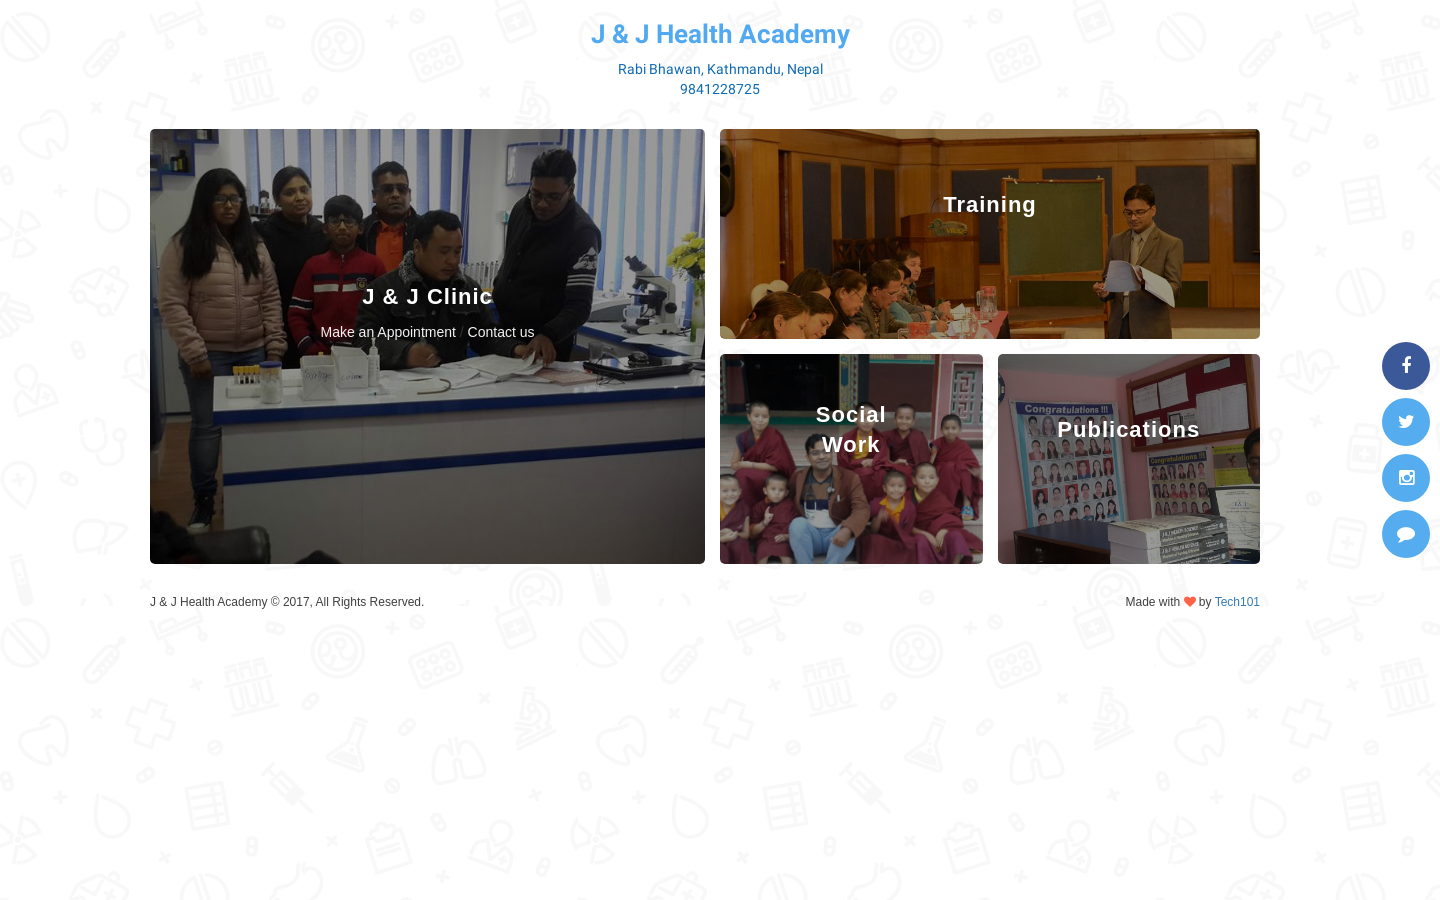 J & J Health Academy
Rabi Bhawan, Kathmandu, Nepal
9841228725
J & J Clinic
Make an Appointment / Contact us
Training
Social
Work
Publications
Congratulations !!!
Congratulations !!!
J & J Health Academy © 2017, All Rights Reserved.
Made with by Tech101